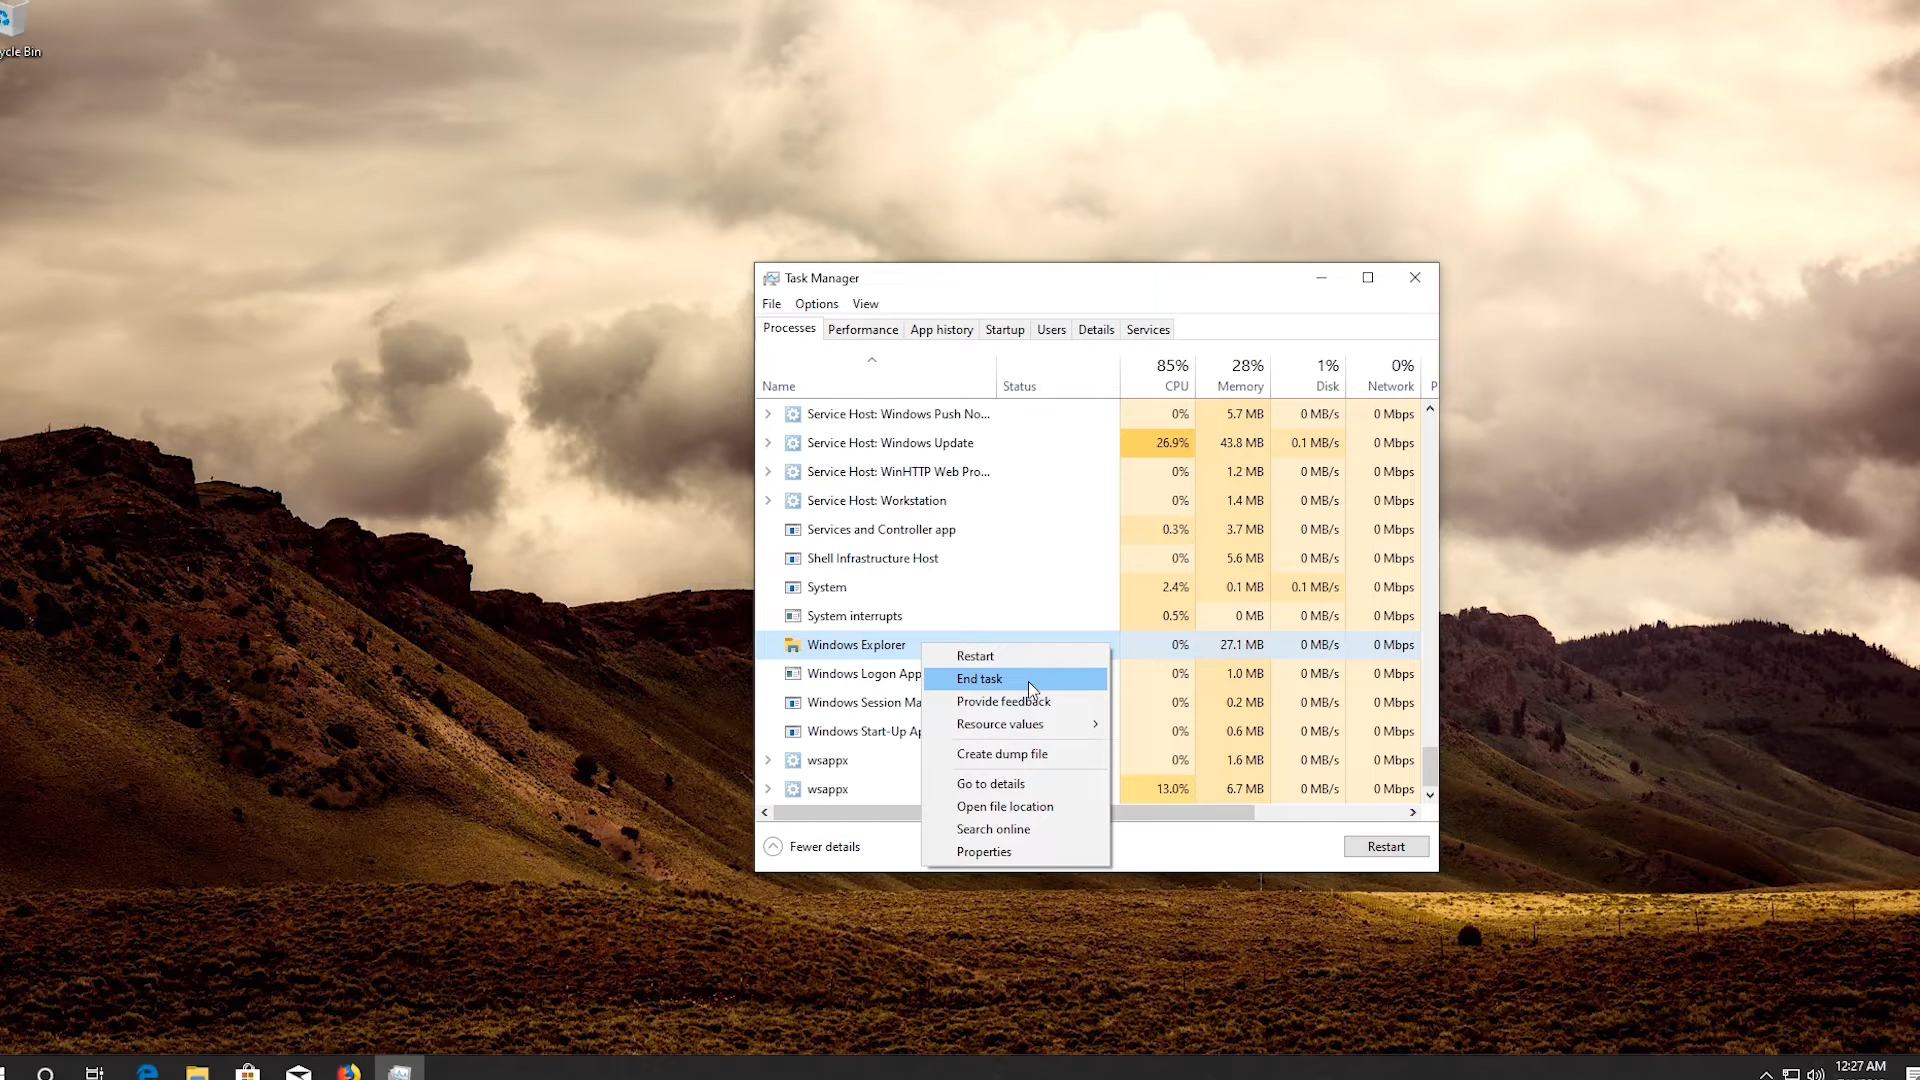 ycle Bin
Task Manager
File Options View
Processes Performance App history Startup Users Details Services
85% 28% 1% 0%
Name Status CPU Memory Disk Network P
Service Host: Windows Push No... 0% 5.7 MB 0 MB/s 0 Mbps
Service Host: Windows Update 26.9% 43.8 MB 0.1 MB/s 0 Mbps
Service Host: WinHTTP Web Pro... 0% 1.2 MB 0 MB/s 0 Mbps
Service Host: Workstation 0% 1.4 MB 0 MB/s 0 Mbps
Services and Controller app 0.3% 3.7 MB 0 MB/s 0 Mbps
Shell Infrastructure Host 0% 5.6 MB 0 MB/s 0 Mbps
System 2.4% 0.1 MB 0.1 MB/s 0 Mbps
System interrupts 0.5% 0 MB 0 MB/s 0 Mbps
Windows Explorer 0% 27.1 MB 0 MB/s 0 Mbps
Windows Logon App 0% 1.0 MB 0 MB/s 0 Mbps
Windows Session Ma 0% 0.2 MB 0 MB/s 0 Mbps
Windows Start-Up Ap 0% 0.6 MB 0 MB/s 0 Mbps
wsappx 0% 1.6 MB 0 MB/s 0 Mbps
wsappx 13.0% 6.7 MB 0 MB/s 0 Mbps
Restart
End task
Provide feedback
Resource values
Create dump file
Go to details
Open file location
Search online
Properties
Fewer details Restart
12:27 AM